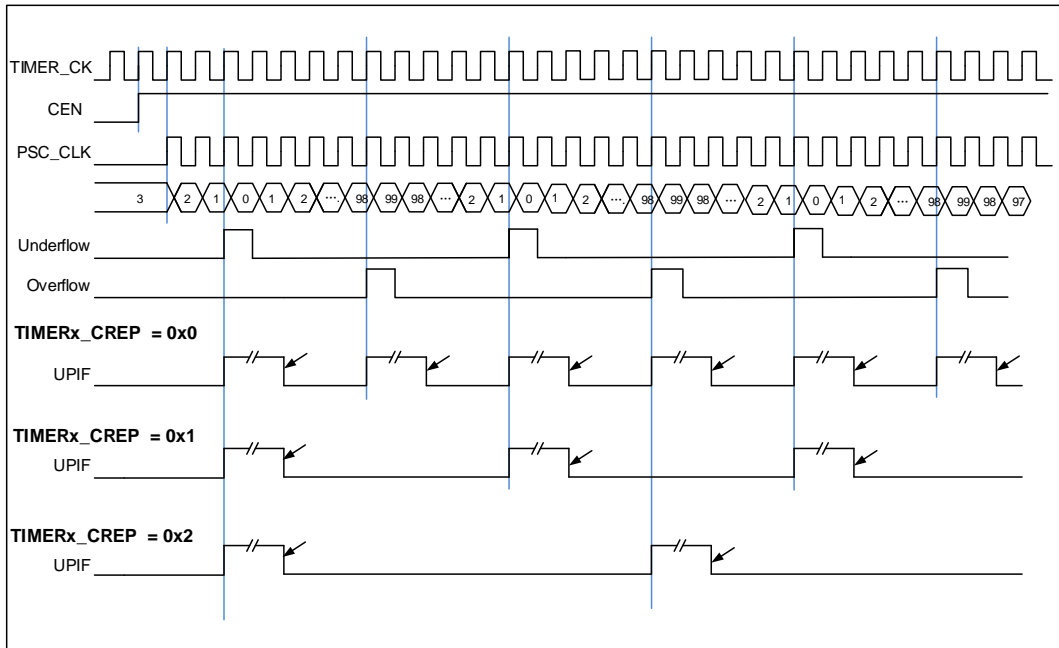 TIMER_CK
CEN
PSC_CLK
3 2 1 0 1 2 .... 98 99 98 ... 2 1 0 1 2 .... 98 99 98 ... 2 1 0 1 2 ... 98 99 98 97
Underflow
Overflow
TIMERx_CREP = 0x0
UPIF
TIMERx_CREP = 0x1
UPIF
TIMERx_CREP = 0x2
UPIF